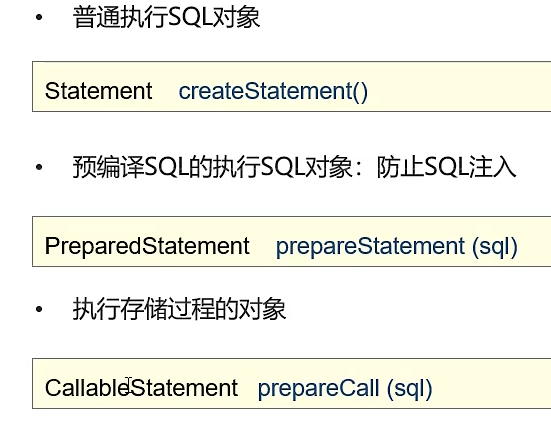 • 普通执行SQL对象
Statement createStatement()
• 预编译SQL的执行SQL对象：防止SQL注入
PreparedStatement prepareStatement (sql)
• 执行存储过程的对象
CallableStatement prepareCall (sql)